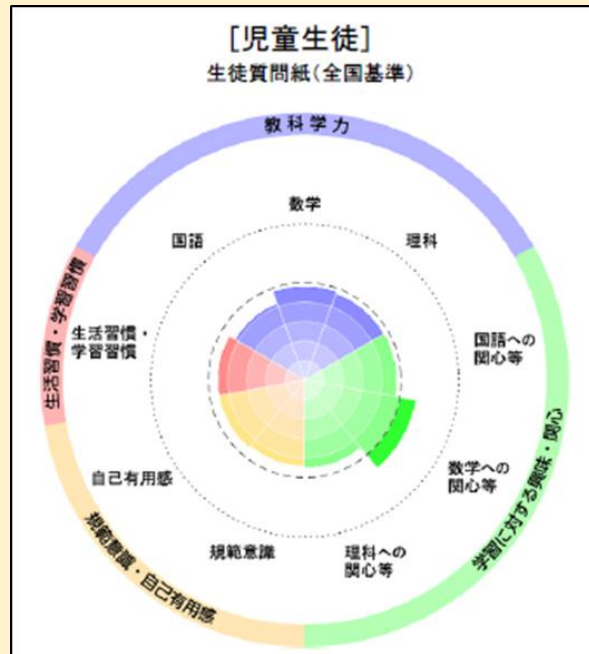 [児童生徒]
生徒質問紙(全国基準)
教科学力
数学
国語
理科
生活習慣・学習習慣
生活習慣・
学習習慣
国語への
関心等
自己有用感
数学への
関心等
規範意識
理科への
関心等
規範意識・自己有用感
学習に対する興味・関心